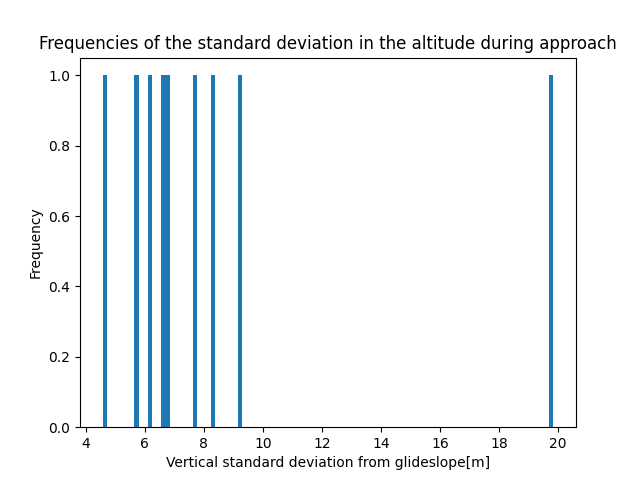 Frequencies of the standard deviation in the altitude during approach
1.0
0.8
0.6
0.4
0.2
0.0
Frequency
4 6 8 10 12 14 16 18 20
Vertical standard deviation from glideslope[m]